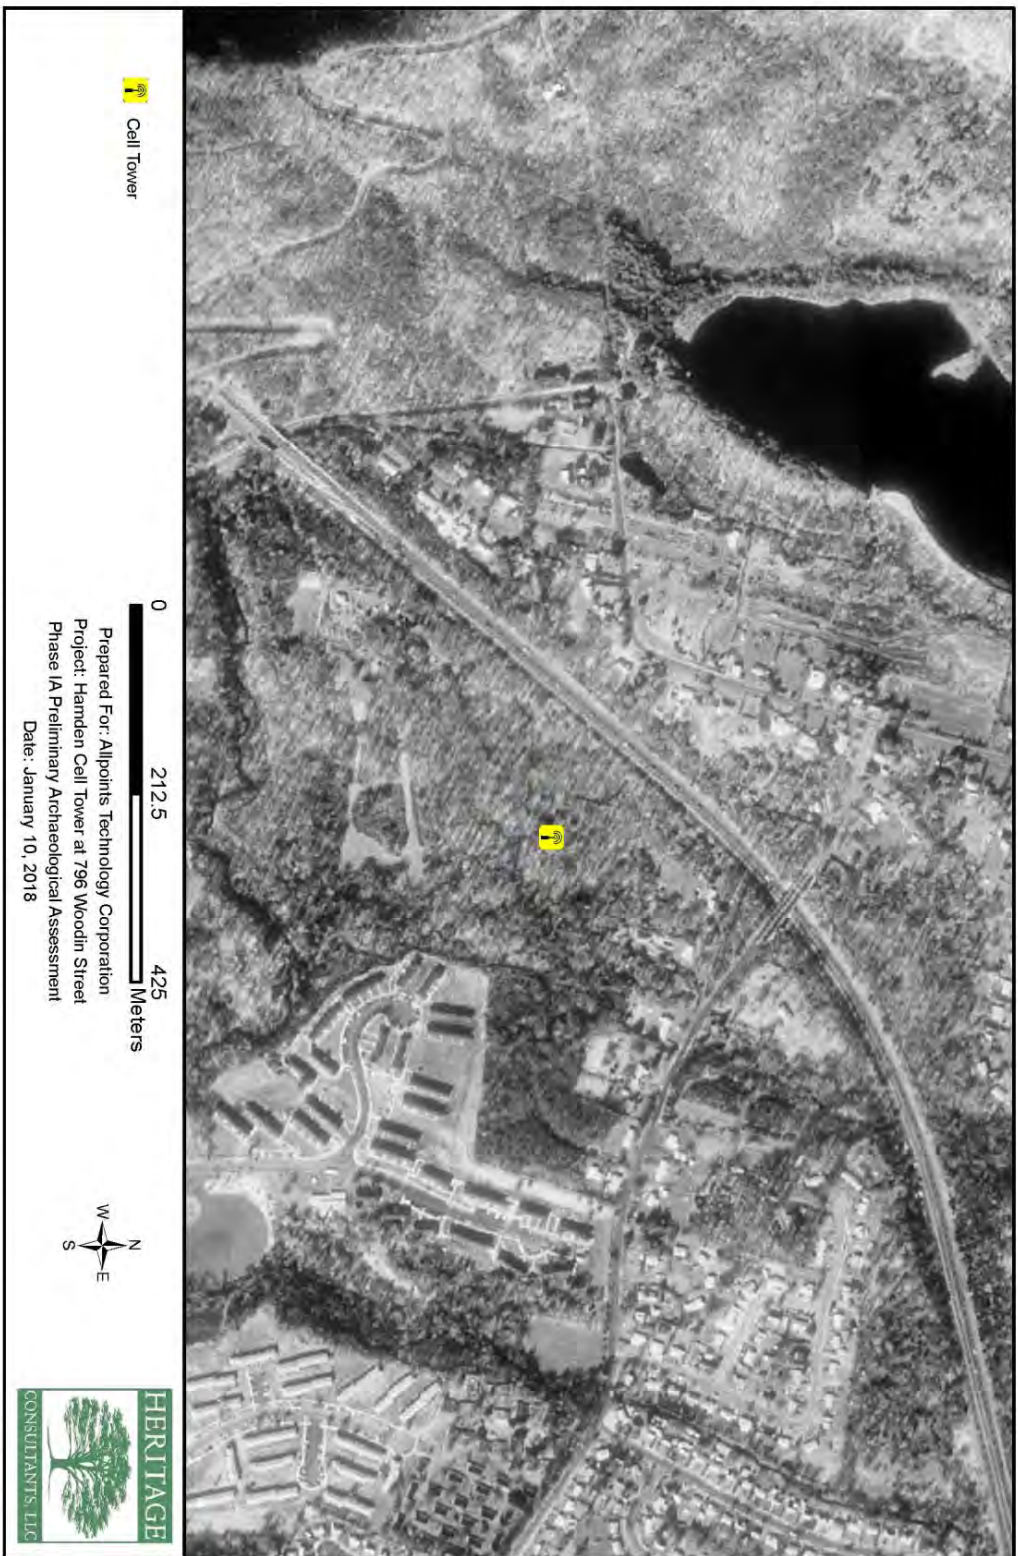 Cell Tower
0 212.5 425
Meters
Prepared For: Allpoints Technology Corporation
Project: Hamden Cell Tower at 796 Woodin Street
Phase IA Preliminary Archaeological Assessment
Date: January 10, 2018
N
W E
S
HERITAGE
CONSULTANTS, LLC